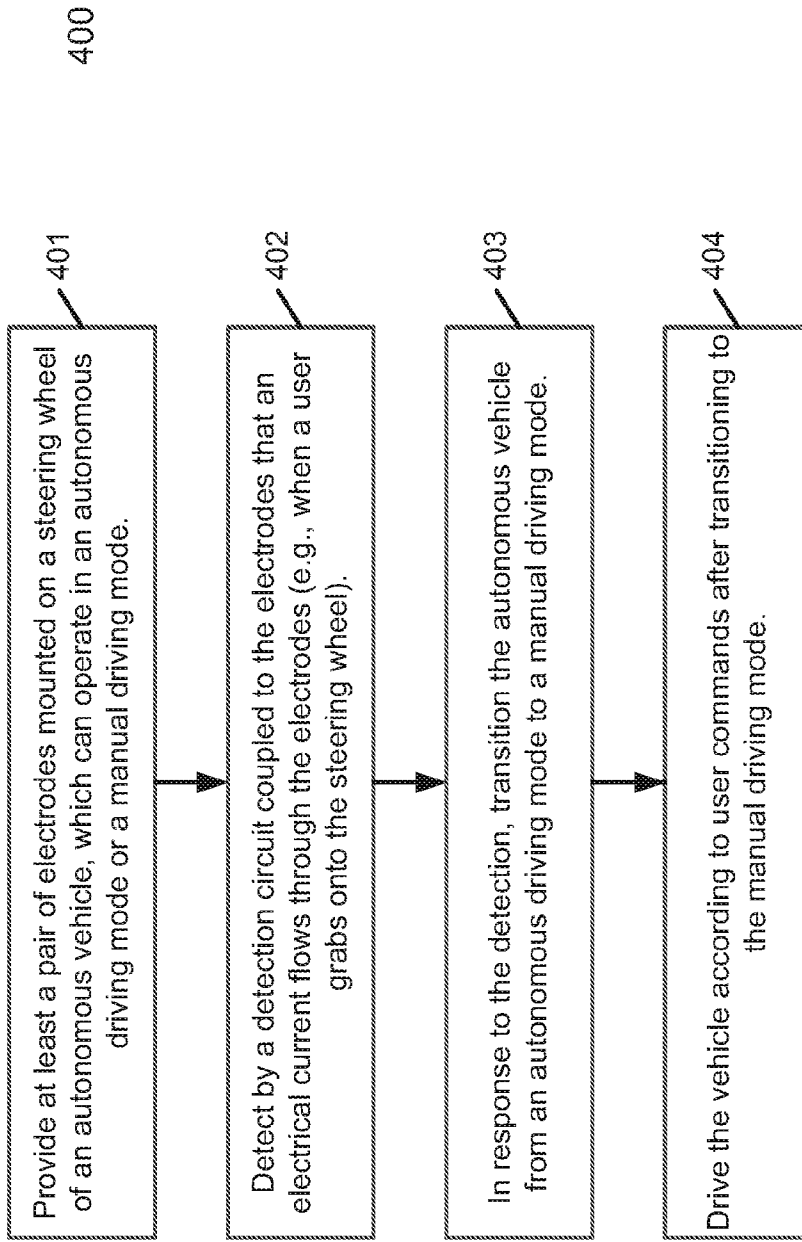 400
401
Provide at least a pair of electrodes mounted on a steering wheel
of an autonomous vehicle, which can operate in an autonomous
driving mode or a manual driving mode.
402
Detect by a detection circuit coupled to the electrodes that an
electrical current flows through the electrodes (e.g., when a user
grabs onto the steering wheel).
403
In response to the detection, transition the autonomous vehicle
from an autonomous driving mode to a manual driving mode.
404
Drive the vehicle according to user commands after transitioning to
the manual driving mode.